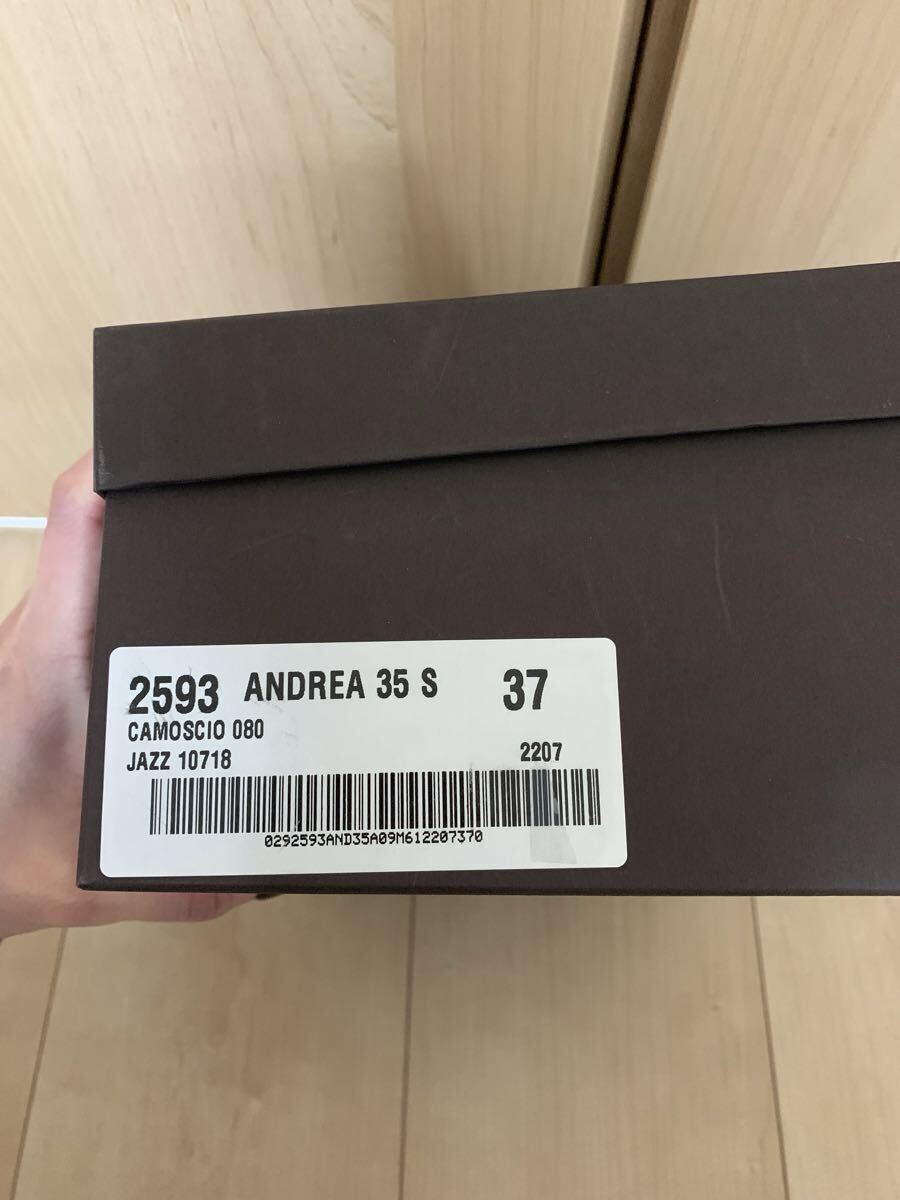 2593 ANDREA 35 S 37
CAMOSCIO 080
JAZZ 10718 2207
0292593AND35A09M612207370